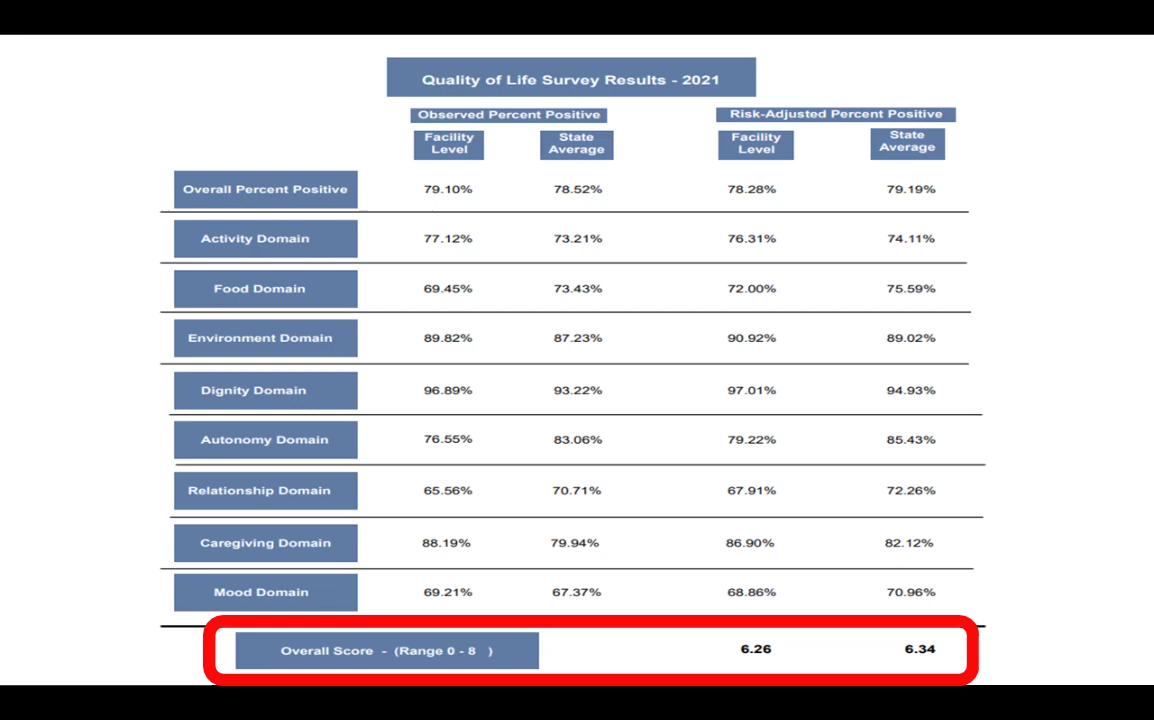 Quality of Life Survey Results - 2021
Observed Percent Positive Risk-Adjusted Percent Positive
Facility Level State Average Facility Level State Average
Overall Percent Positive 79.10% 78.52% 78.28% 79.19%
Activity Domain 77.12% 73.21% 76.31% 74.11%
Food Domain 69.45% 73.43% 72.00% 75.59%
Environment Domain 89.82% 87.23% 90.92% 89.02%
Dignity Domain 96.89% 93.22% 97.01% 94.93%
Autonomy Domain 76.55% 83.06% 79.22% 85.43%
Relationship Domain 65.56% 70.71% 67.91% 72.26%
Caregiving Domain 88.19% 79.94% 86.90% 82.12%
Mood Domain 69.21% 67.37% 68.86% 70.96%
Overall Score - (Range 0 - 8 ) 6.26 6.34